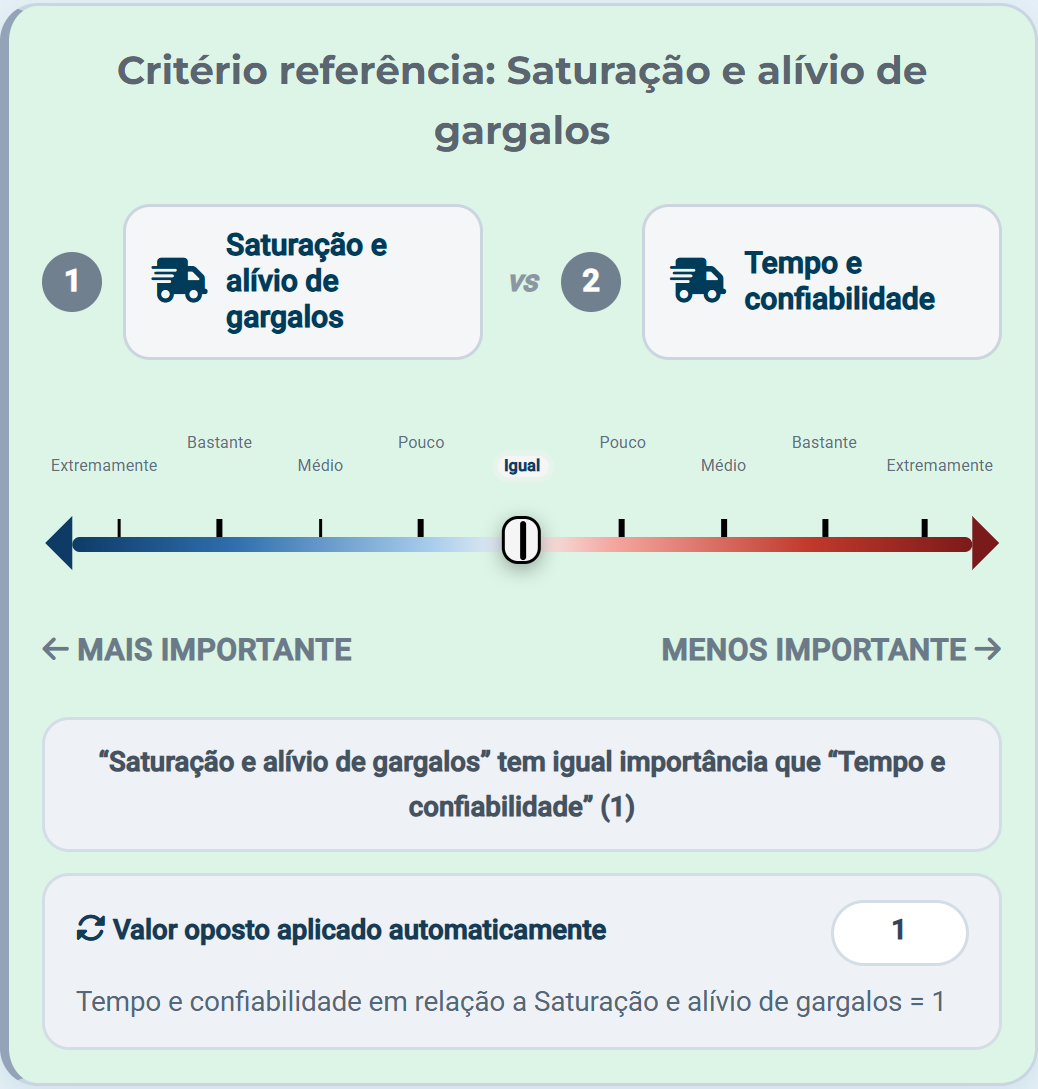 Critério referência: Saturação e alívio de
gargalos
1
Saturação e
alívio de
gargalos
vs
2
Tempo e
confiabilidade
Extremamente
Bastante
Médio
Pouco
Igual
Pouco
Médio
Bastante
Extremamente
← MAIS IMPORTANTE
MENOS IMPORTANTE →
“Saturação e alívio de gargalos” tem igual importância que “Tempo e
confiabilidade” (1)
Valor oposto aplicado automaticamente
1
Tempo e confiabilidade em relação a Saturação e alívio de gargalos = 1